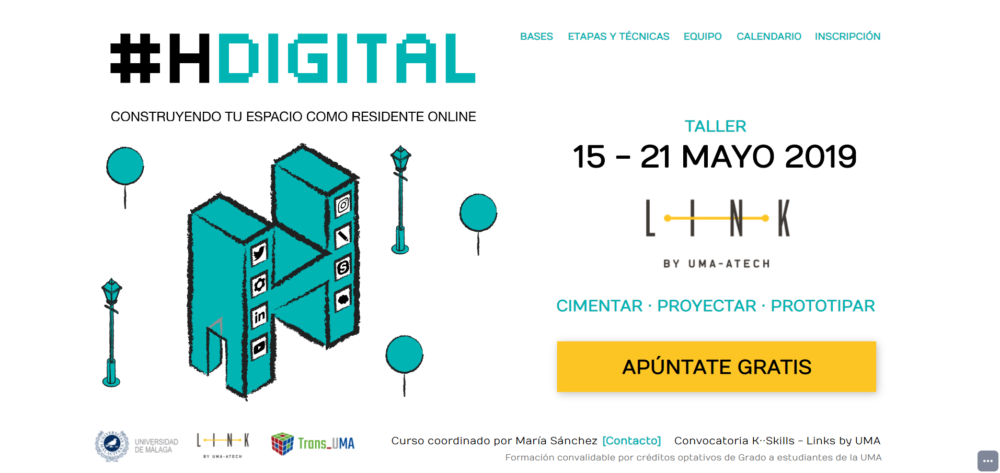 #HDIGITAL
BASES ETAPAS Y TÉCNICAS EQUIPO CALENDARIO INSCRIPCIÓN
CONSTRUYENDO TU ESPACIO COMO RESIDENTE ONLINE
TALLER
15 - 21 MAYO 2019
LINK
BY UMA-ATECH
in
CIMENTAR · PROYECTAR · PROTOTIPAR
APÚNTATE GRATIS
UNIVERSIDAD
DE MÁLAGA
LINK
BY UMA-ATECH
Trans_UMA
Curso coordinado por María Sánchez [Contacto] Convocatoria K··Skills - Links by UMA
Formación convalidable por créditos optativos de Grado a estudiantes de la UMA